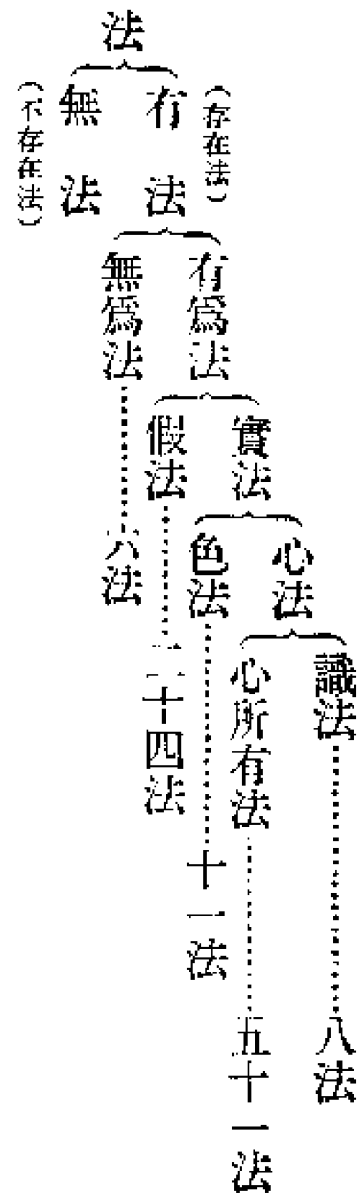 法
有法
(存在法)
無法
(不存在法)
有爲法
無爲法
六法
實法
假法
二十四法
心法
色法
十一法
識法
八法
心所有法
五十一法